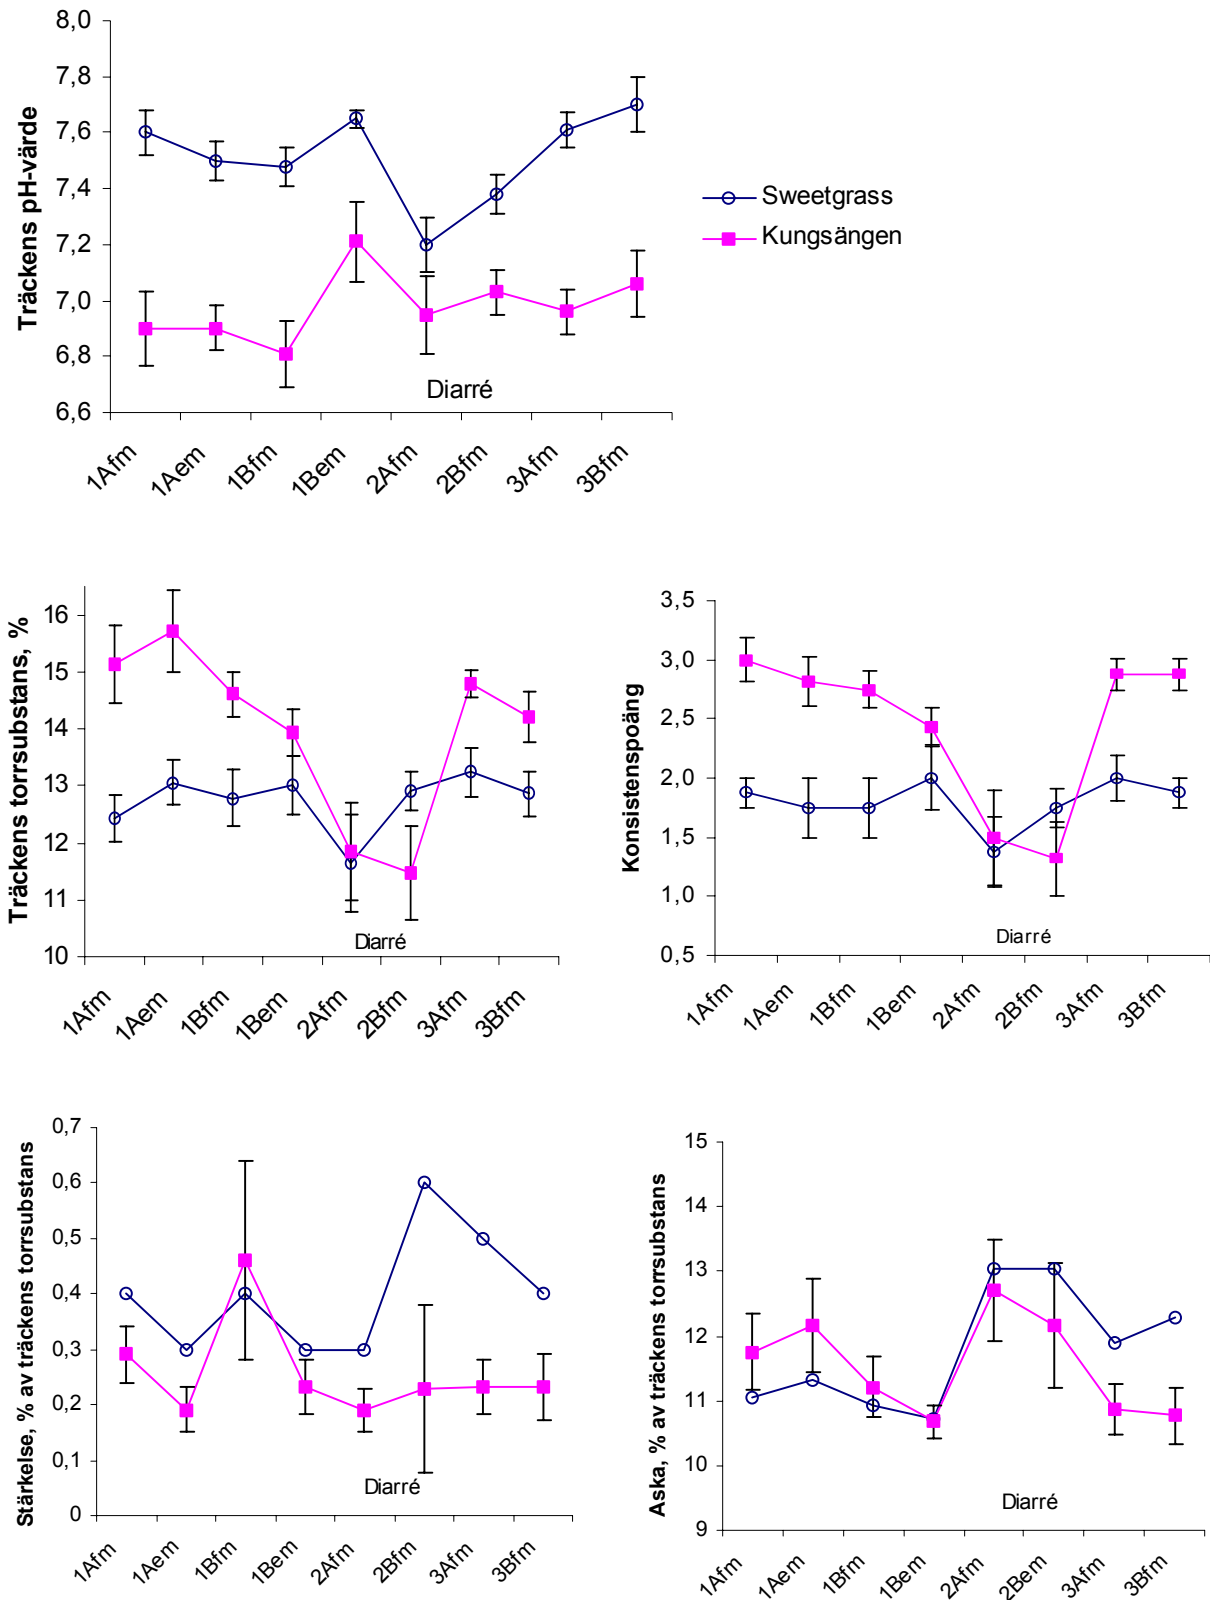 Träckens pH-värde
8,0
7,8
7,6
7,4
7,2
7,0
6,8
6,6
Diarré
1Afm
1Aem
1Bfm
1Bem
2Afm
2Bfm
3Afm
3Bfm
Sweetgrass
Kungsängen
Träckens torrsubstans, %
16
15
14
13
12
11
10
Diarré
1Afm
1Aem
1Bfm
1Bem
2Afm
2Bfm
3Afm
3Bfm
Konsistenspoäng
3,5
3,0
2,5
2,0
1,5
1,0
0,5
Diarré
1Afm
1Aem
1Bfm
1Bem
2Afm
2Bfm
3Afm
3Bfm
Stärkelse, % av träckens torrsubstans
0,7
0,6
0,5
0,4
0,3
0,2
0,1
0
Diarré
1Afm
1Aem
1Bfm
1Bem
2Afm
2Bfm
3Afm
3Bfm
Aska, % av träckens torrsubstans
15
14
13
12
11
10
9
Diarré
1Afm
1Aem
1Bfm
1Bem
2Afm
2Bem
3Afm
3Bfm